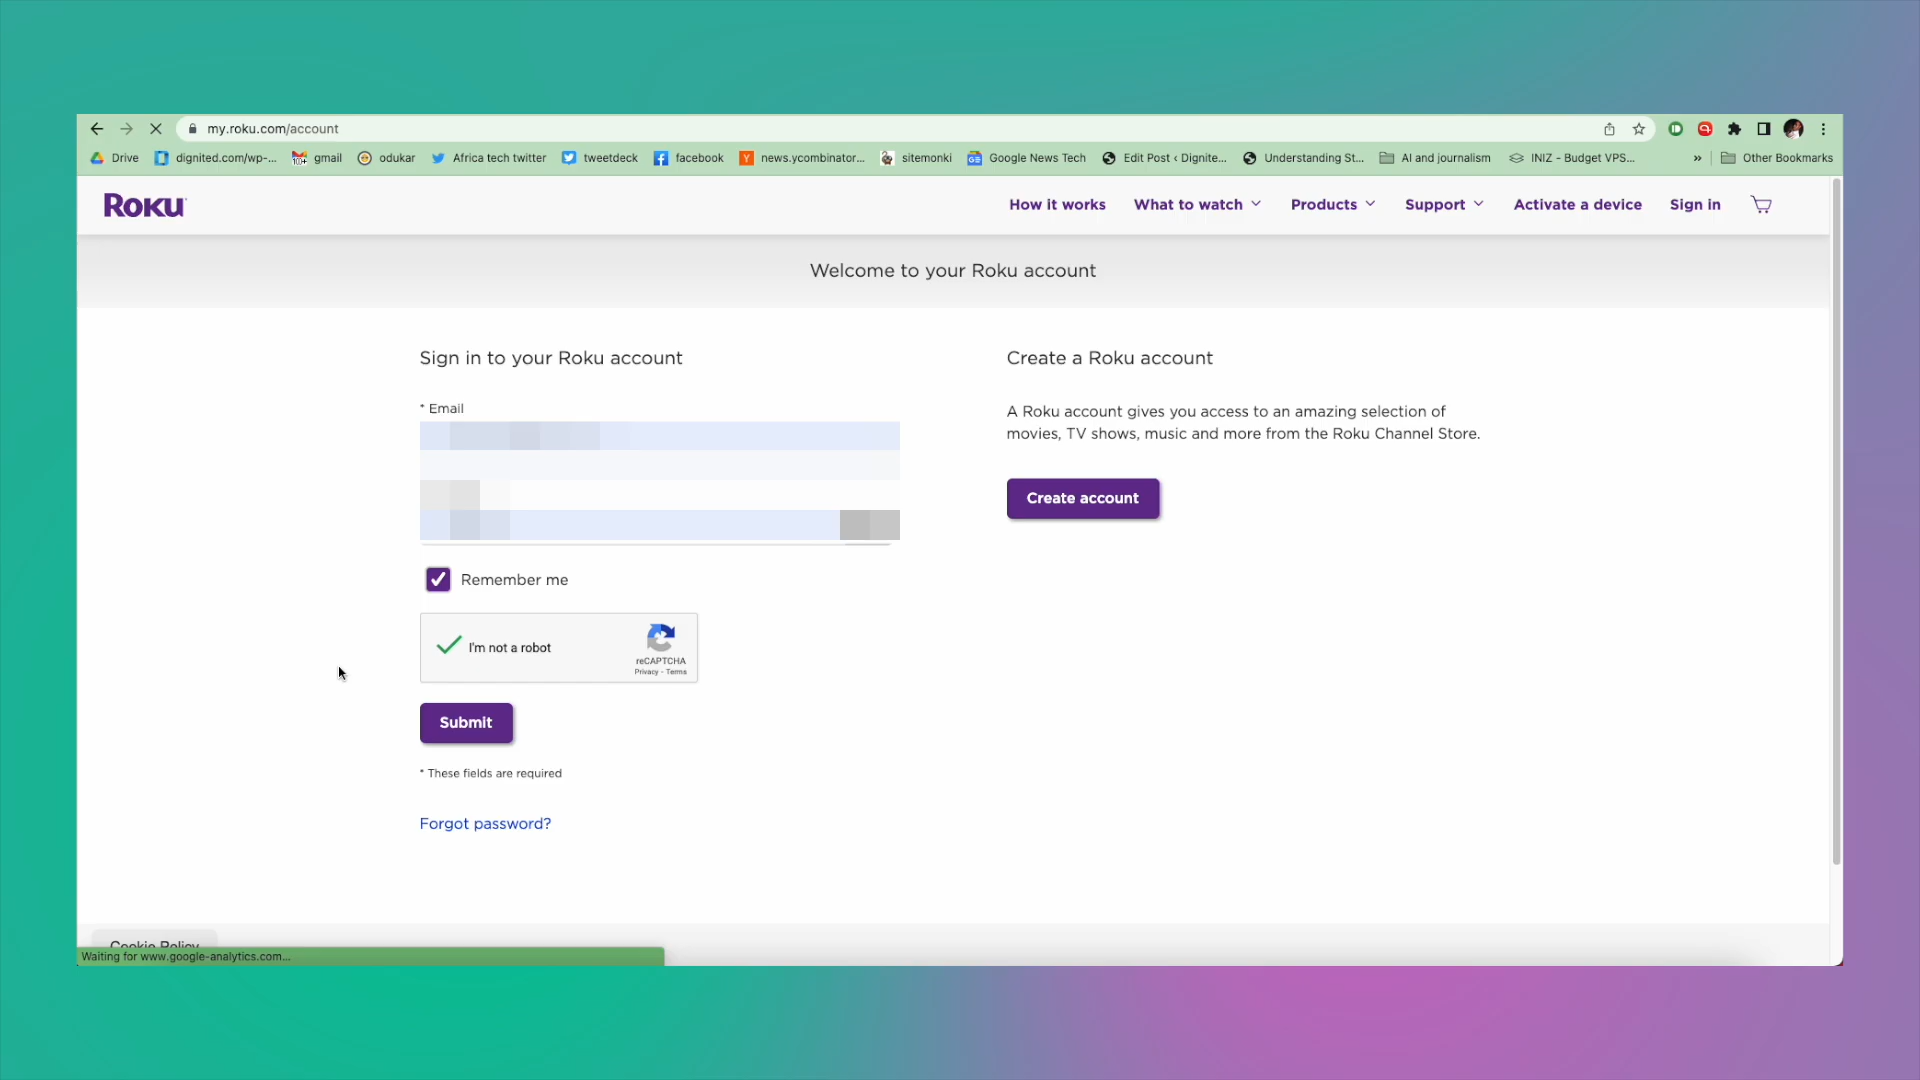 my.roku.com/account
Drive dignited.com/wp-... gmail odukar Africa tech twitter tweetdeck facebook news.ycombinator... sitemonki Google News Tech Edit Post ‹ Dignite... Understanding St... AI and journalism INIZ - Budget VPS... » Other Bookmarks
Roku How it works What to watch Products Support Activate a device Sign in
Welcome to your Roku account
Sign in to your Roku account
* Email
Remember me
I'm not a robot
reCAPTCHA
Privacy - Terms
Submit
* These fields are required
Forgot password?
Create a Roku account
A Roku account gives you access to an amazing selection of
movies, TV shows, music and more from the Roku Channel Store.
Create account
Cookie Policy
Waiting for www.google-analytics.com...